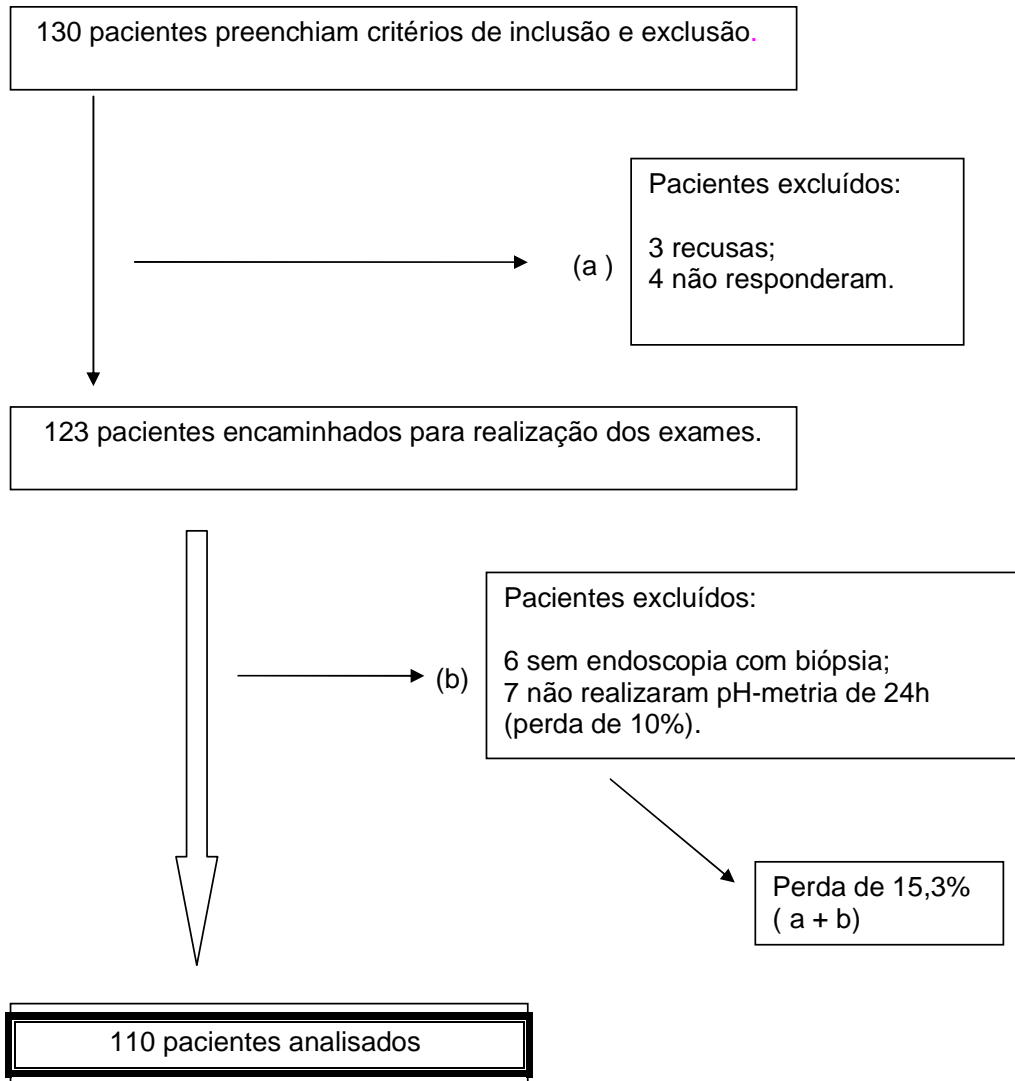 130 pacientes preenchiam critérios de inclusão e exclusão.
Pacientes excluídos:
(a )
3 recusas;
4 não responderam.
123 pacientes encaminhados para realização dos exames.
Pacientes excluídos:
(b)
6 sem endoscopia com biópsia;
7 não realizaram pH-metria de 24h
(perda de 10%).
Perda de 15,3%
( a + b)
110 pacientes analisados